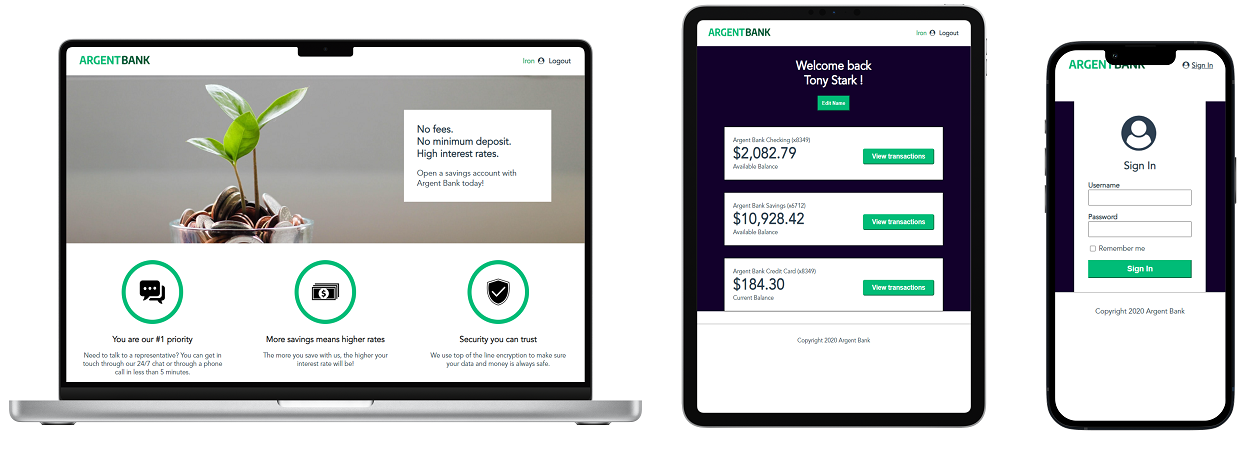 ARGENTBANK
Iron Logout
No fees.
No minimum deposit.
High interest rates.
Open a savings account with
Argent Bank today!
$
You are our #1 priority
Need to talk to a representative? You can get in
touch through our 24/7 chat or through a phone
call in less than 5 minutes.
More savings means higher rates
The more you save with us, the higher your
interest rate will be!
Security you can trust
We use top of the line encryption to make sure
your data and money is always safe.
ARGENTBANK
Iron Logout
Welcome back
Tony Stark !
Edit Name
Argent Bank Checking (x8349)
$2,082.79
Available Balance
View transactions
Argent Bank Savings (x6712)
$10,928.42
Available Balance
View transactions
Argent Bank Credit Card (x8349)
$184.30
Current Balance
View transactions
Copyright 2020 Argent Bank
ARGENTBANK
Sign In
Sign In
Username
Password
Remember me
Sign In
Copyright 2020 Argent Bank